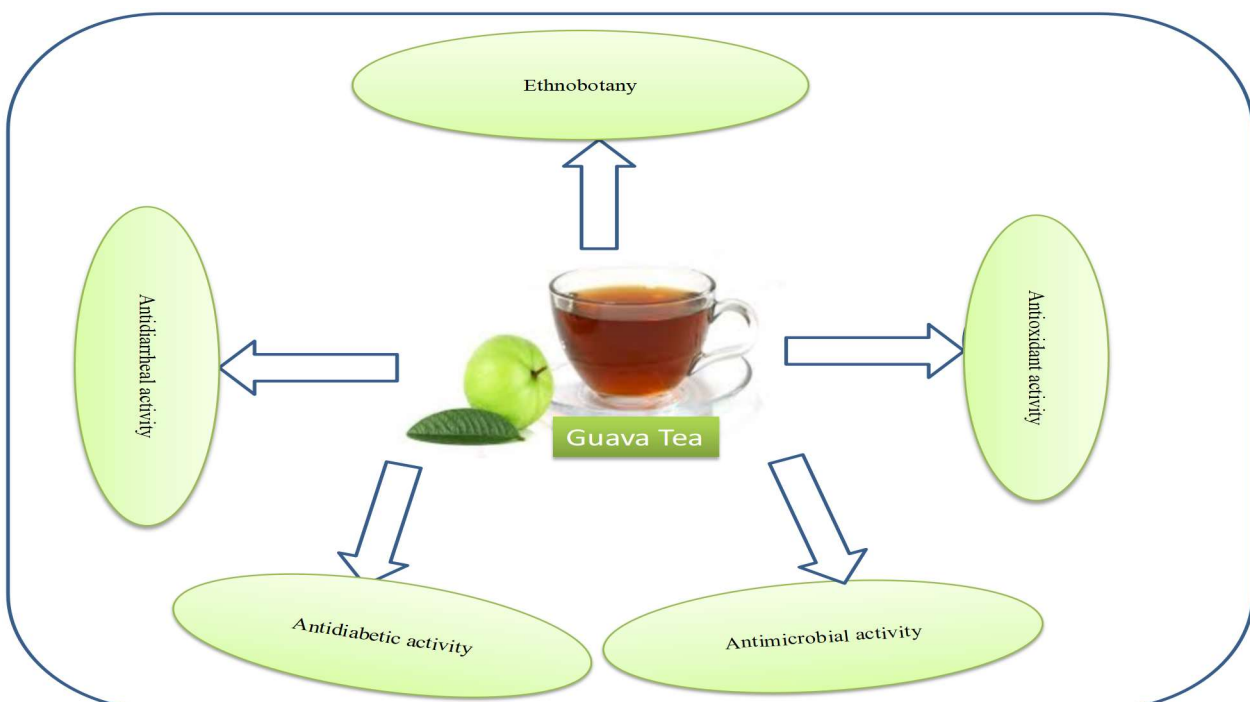 Ethnobotany
Antidiarrheal activity
Antioxidant activity
Guava Tea
Antidiabetic activity
Antimicrobial activity